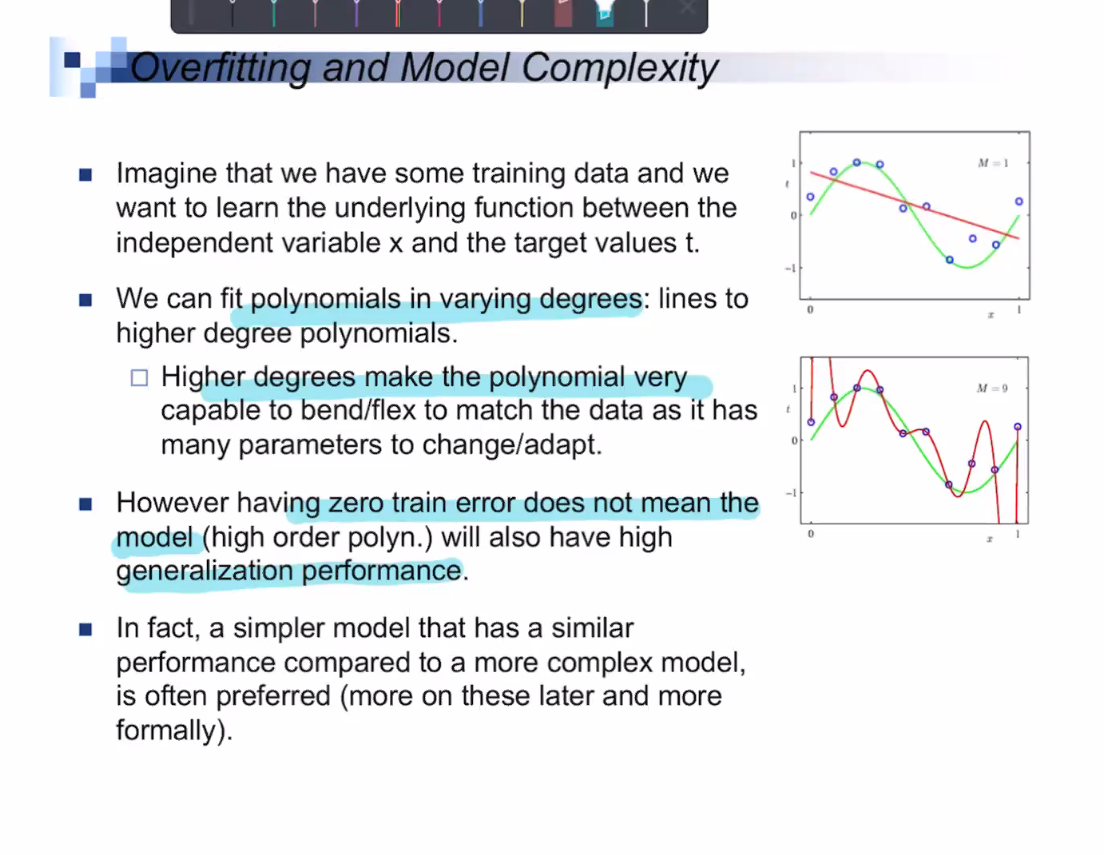 Overfitting and Model Complexity
Imagine that we have some training data and we
want to learn the underlying function between the
independent variable x and the target values t.
We can fit polynomials in varying degrees: lines to
higher degree polynomials.
Higher degrees make the polynomial very
capable to bend/flex to match the data as it has
many parameters to change/adapt.
However having zero train error does not mean the
model (high order polyn.) will also have high
generalization performance.
In fact, a simpler model that has a similar
performance compared to a more complex model,
is often preferred (more on these later and more
formally).
M = 1
1
t
0
−1
0
x
1
M = 9
1
t
0
−1
0
x
1